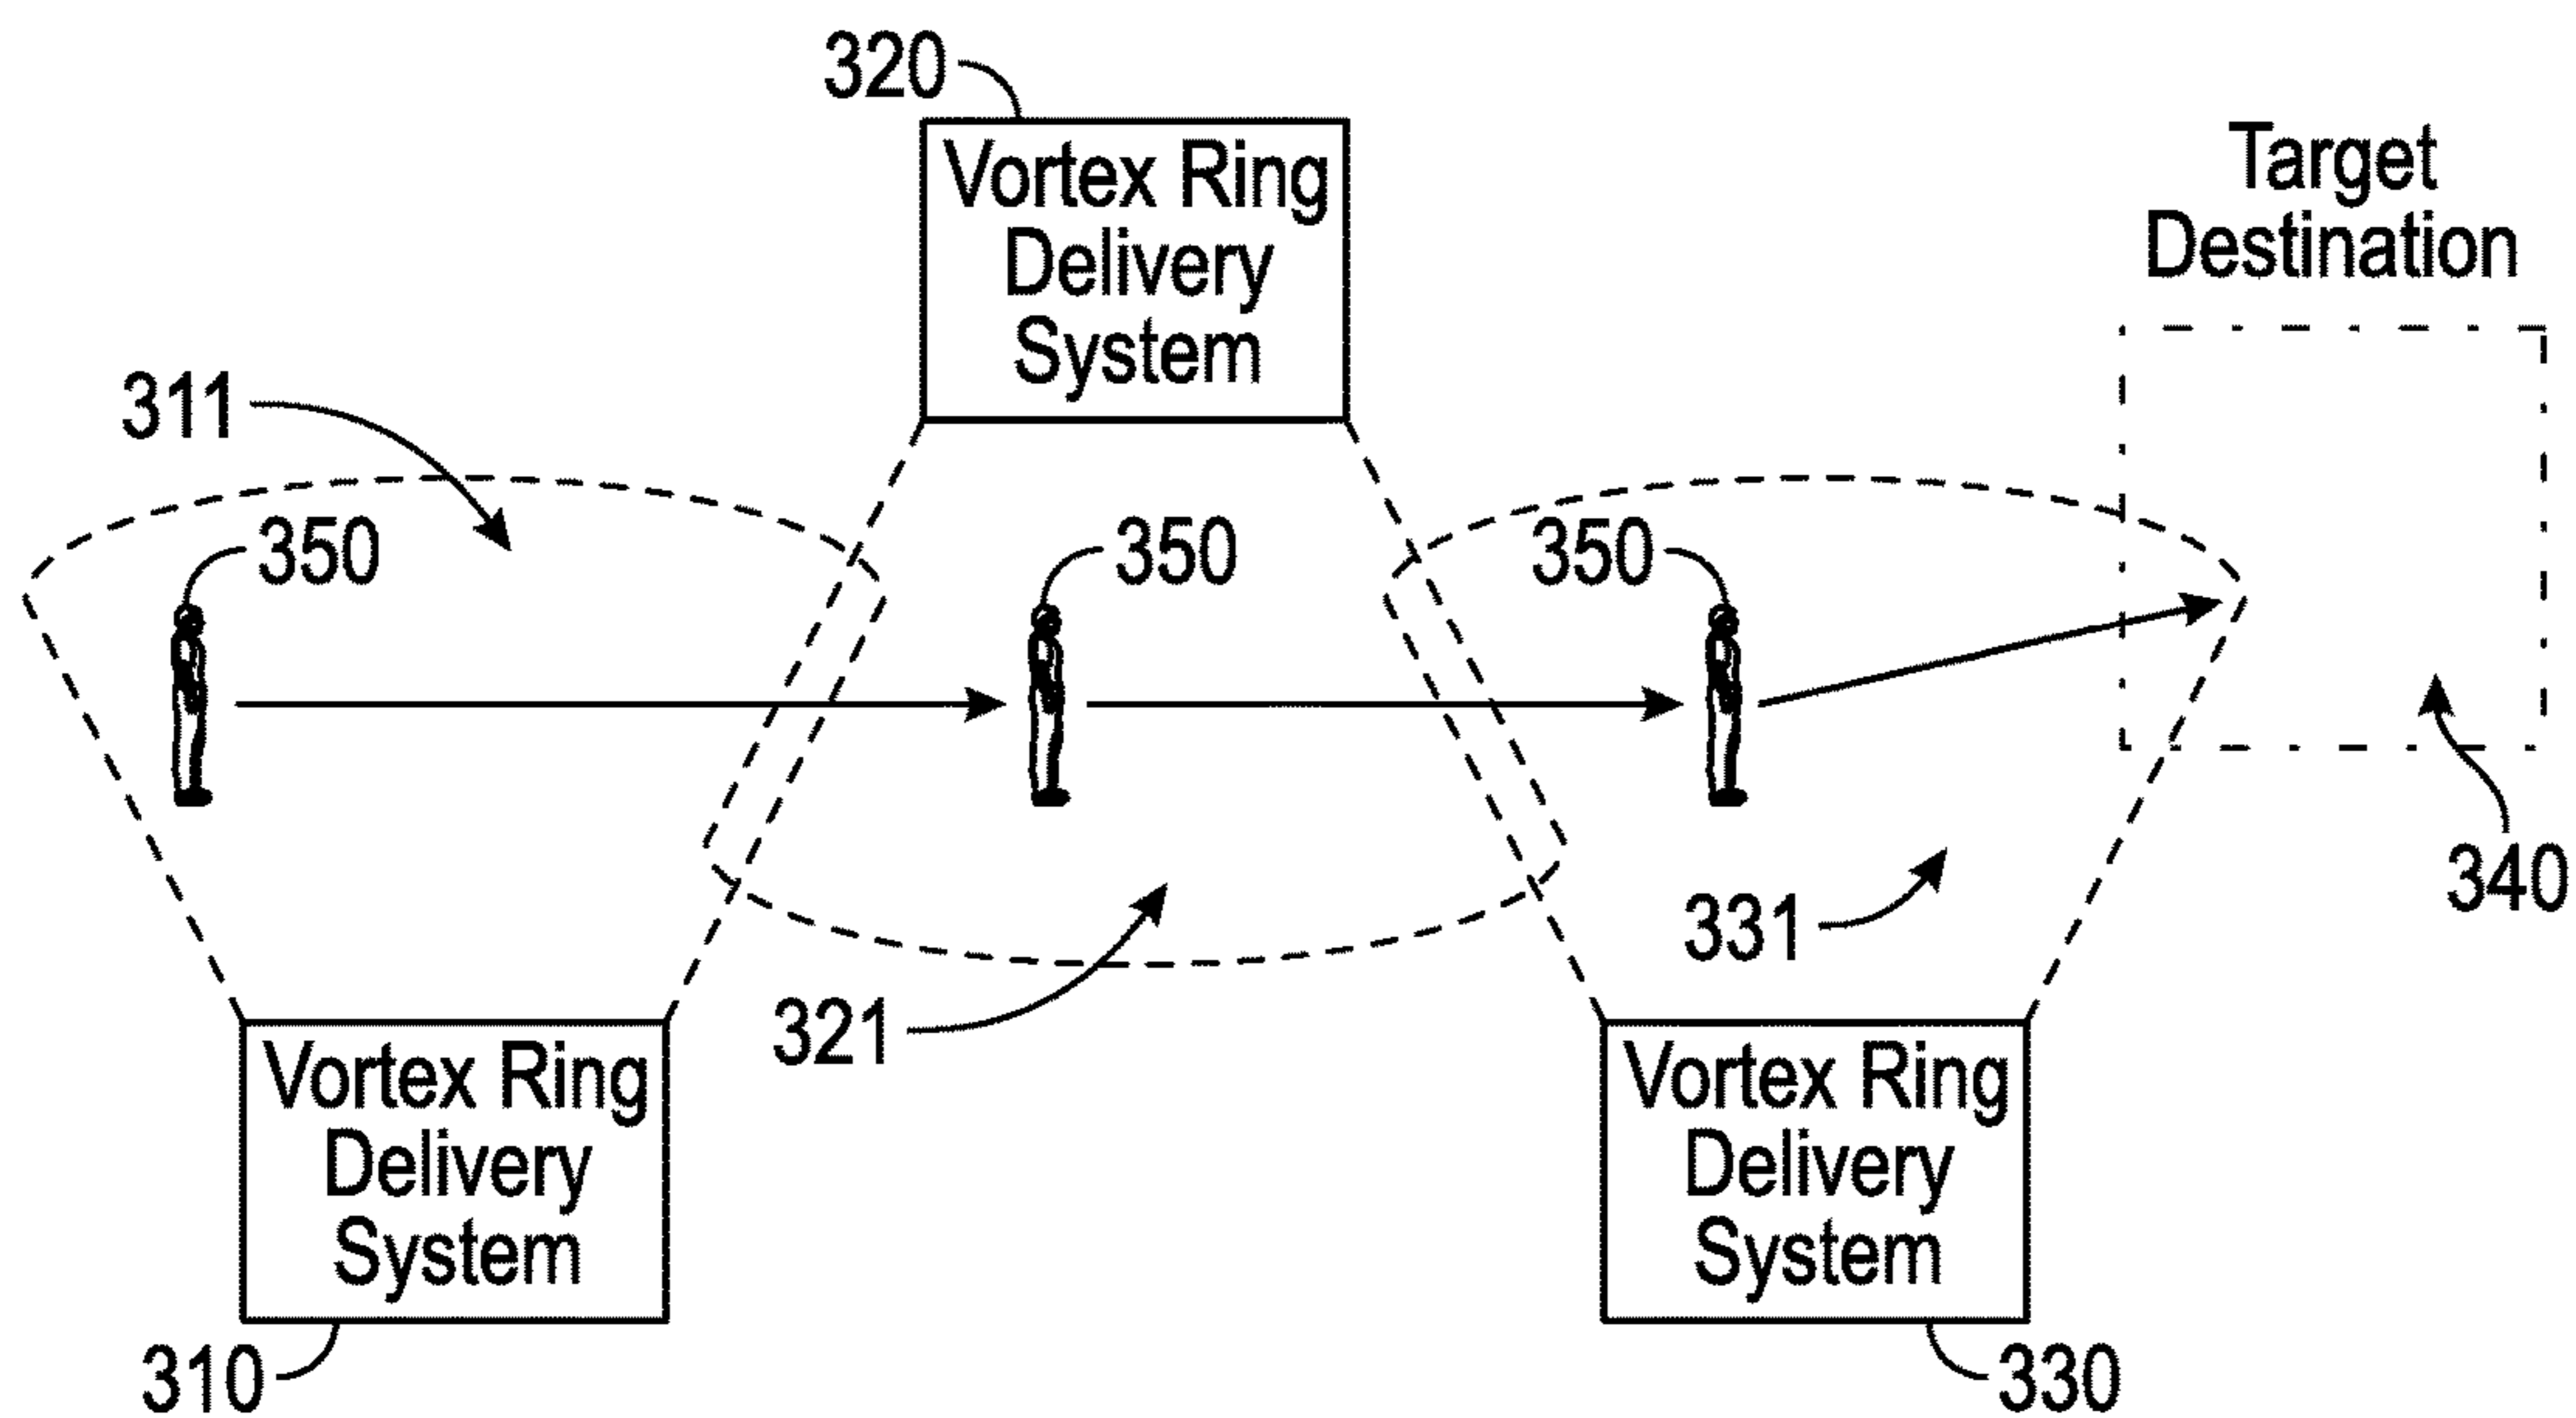 320
Vortex Ring
Delivery
System
Target
Destination
311
350
350
350
340
331
321
Vortex Ring
Delivery
System
310
Vortex Ring
Delivery
System
330